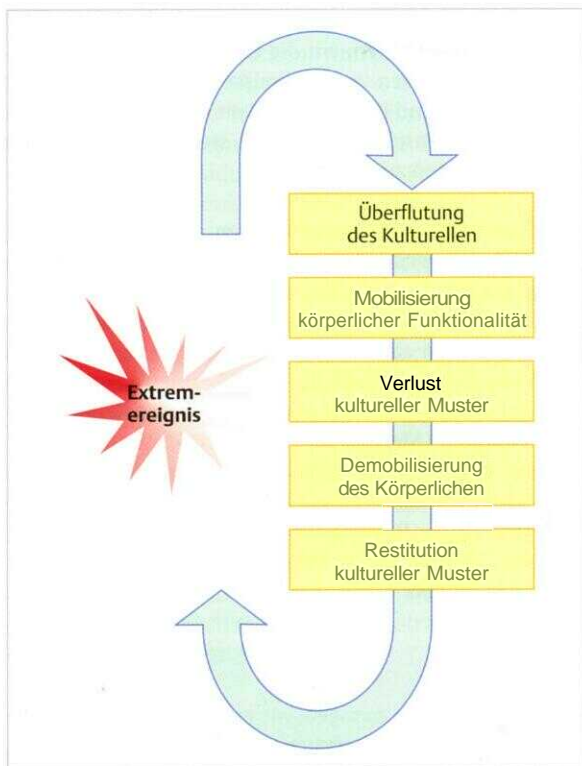 Überflutung
des Kulturellen
Mobilisierung
körperlicher Funktionalität
Extrem-
ereignis
Verlust
kultureller Muster
Demobilisierung
des Körperlichen
Restitution
kultureller Muster